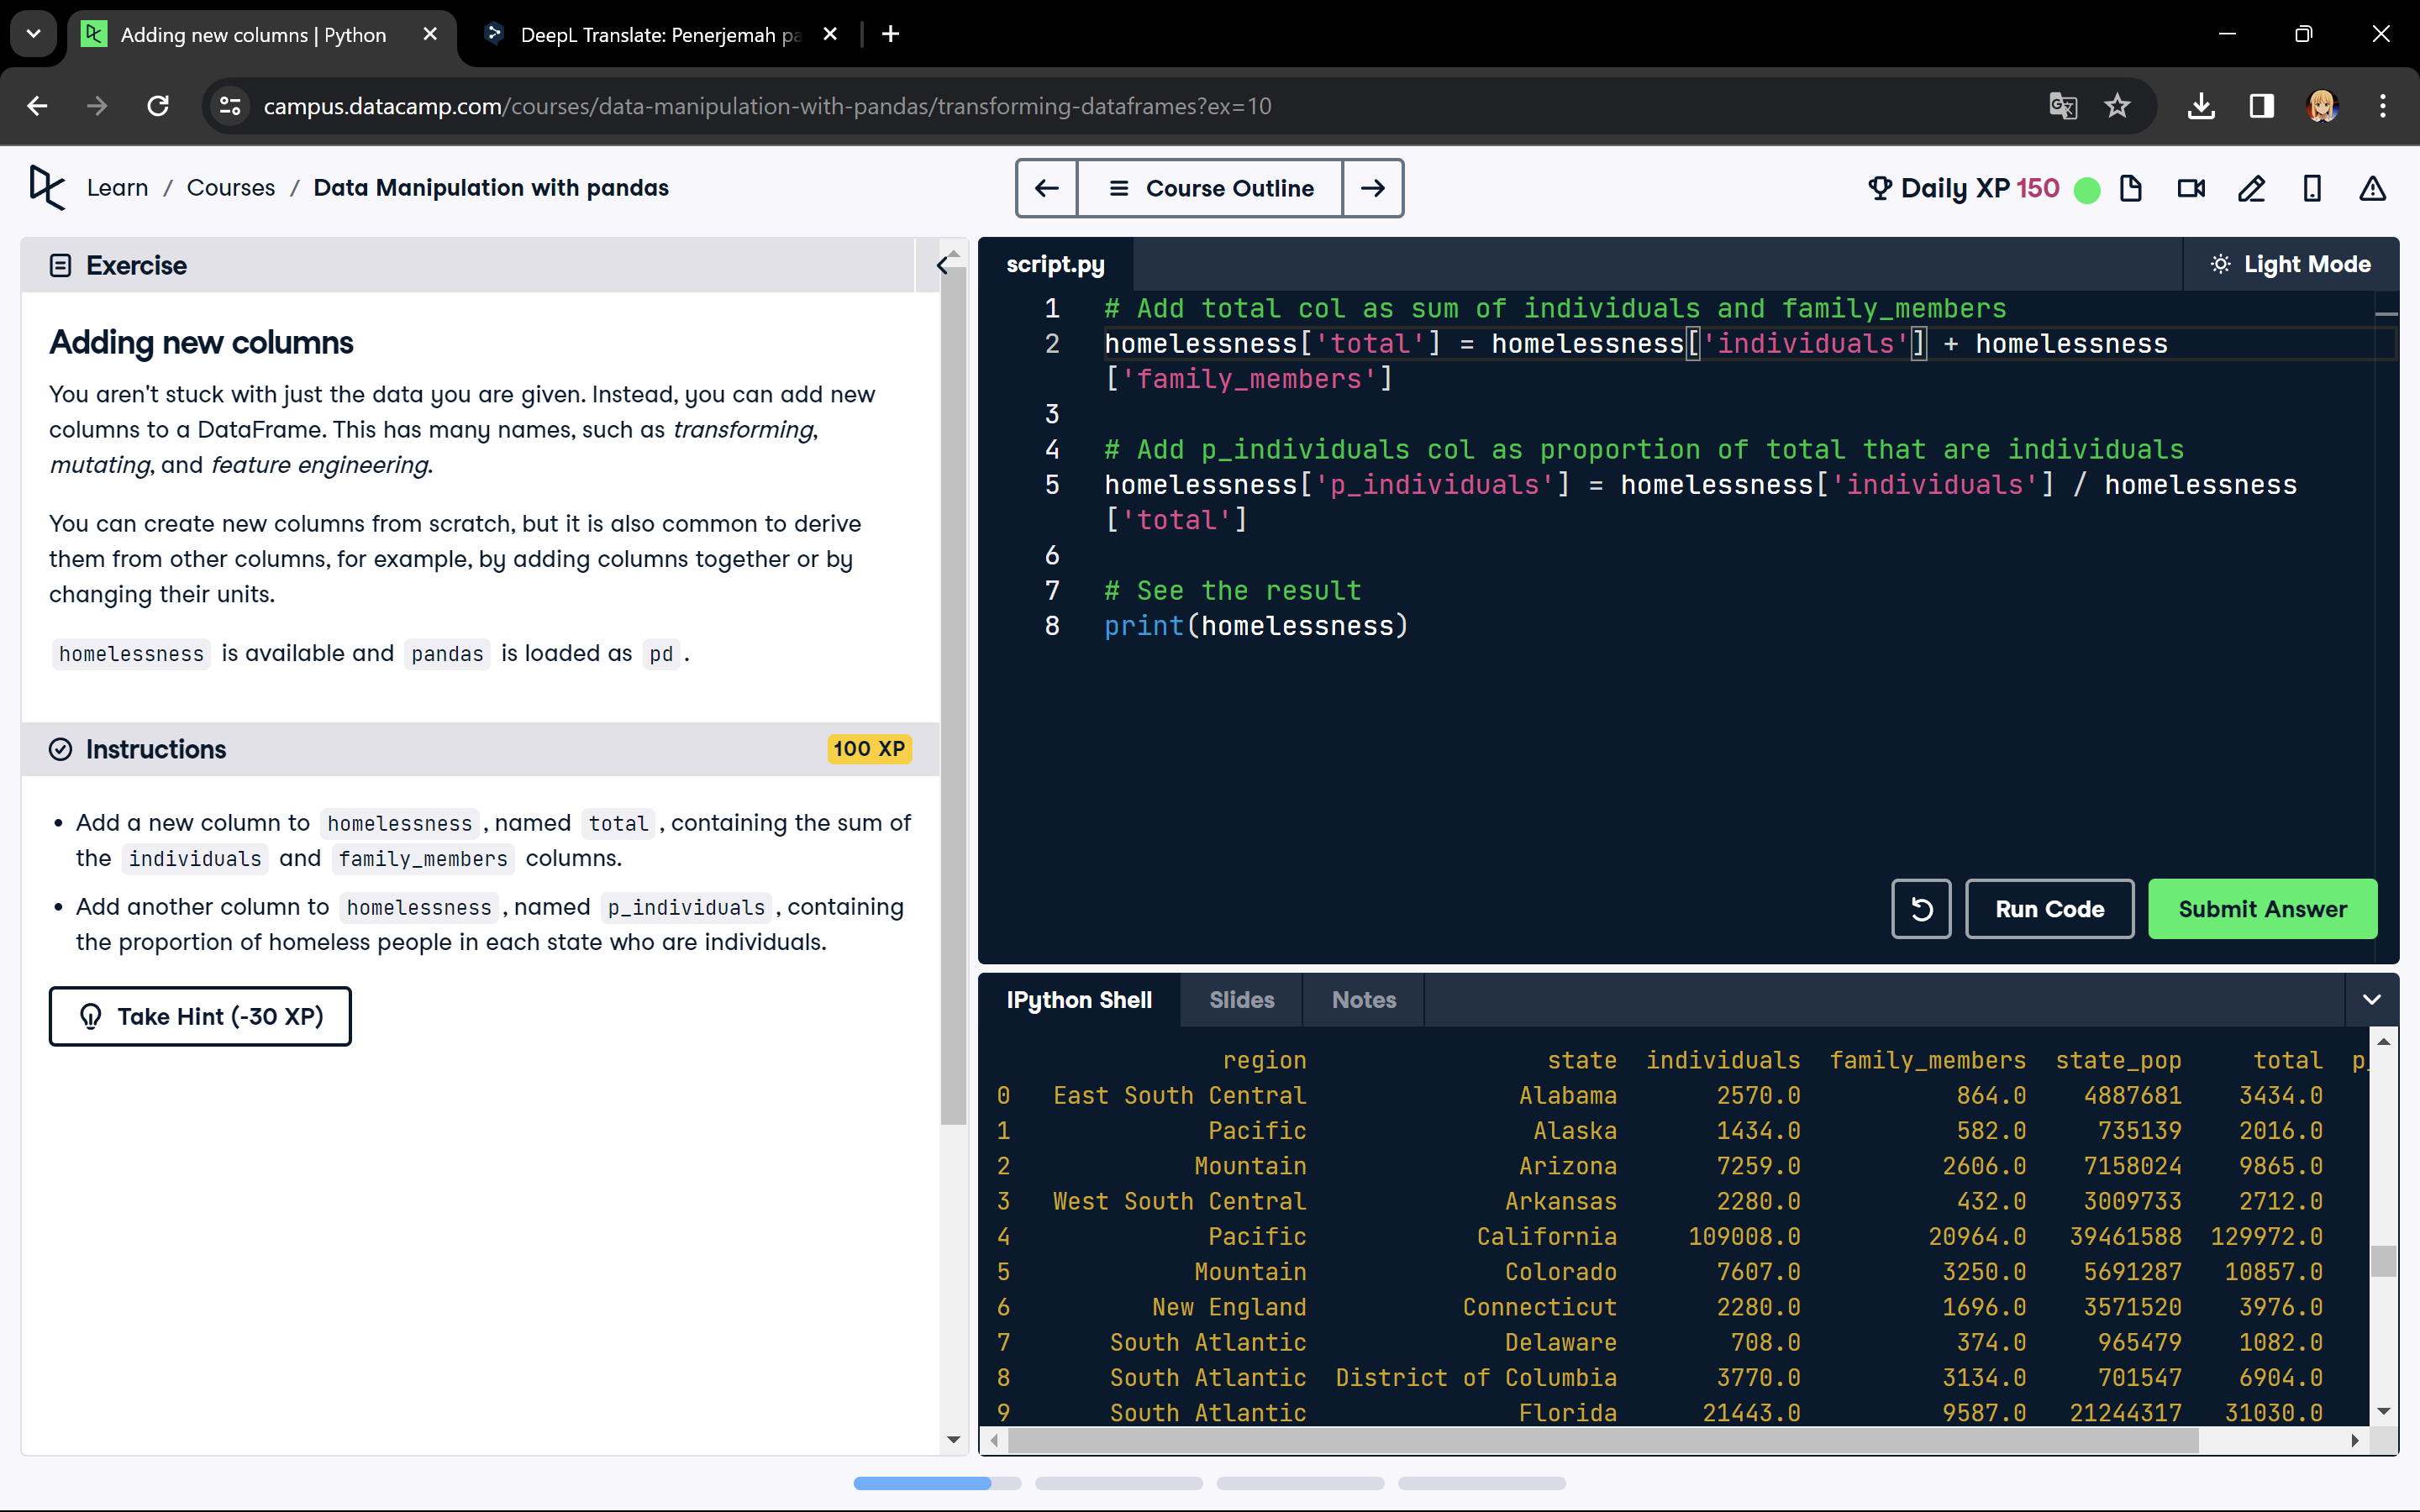 Adding new columns | Python
DeepL Translate: Penerjemah pa
campus.datacamp.com/courses/data-manipulation-with-pandas/transforming-dataframes?ex=10
Learn / Courses / Data Manipulation with pandas
Course Outline
Daily XP 150
Exercise
Adding new columns
You aren't stuck with just the data you are given. Instead, you can add new
columns to a DataFrame. This has many names, such as transforming,
mutating, and feature engineering.
You can create new columns from scratch, but it is also common to derive
them from other columns, for example, by adding columns together or by
changing their units.
homelessness is available and pandas is loaded as pd.
Instructions
100 XP
• Add a new column to homelessness, named total, containing the sum of
the individuals and family_members columns.
• Add another column to homelessness, named p_individuals, containing
the proportion of homeless people in each state who are individuals.
Take Hint (-30 XP)
script.py
Light Mode
1 # Add total col as sum of individuals and family_members
2 homelessness['total'] = homelessness['individuals'] + homelessness
['family_members']
3
4 # Add p_individuals col as proportion of total that are individuals
5 homelessness['p_individuals'] = homelessness['individuals'] / homelessness
['total']
6
7 # See the result
8 print(homelessness)
Run Code
Submit Answer
IPython Shell
Slides
Notes
region state individuals family_members state_pop total p_
0 East South Central Alabama 2570.0 864.0 4887681 3434.0
1 Pacific Alaska 1434.0 582.0 735139 2016.0
2 Mountain Arizona 7259.0 2606.0 7158024 9865.0
3 West South Central Arkansas 2280.0 432.0 3009733 2712.0
4 Pacific California 109008.0 20964.0 39461588 129972.0
5 Mountain Colorado 7607.0 3250.0 5691287 10857.0
6 New England Connecticut 2280.0 1696.0 3571520 3976.0
7 South Atlantic Delaware 708.0 374.0 965479 1082.0
8 South Atlantic District of Columbia 3770.0 3134.0 701547 6904.0
9 South Atlantic Florida 21443.0 9587.0 21244317 31030.0